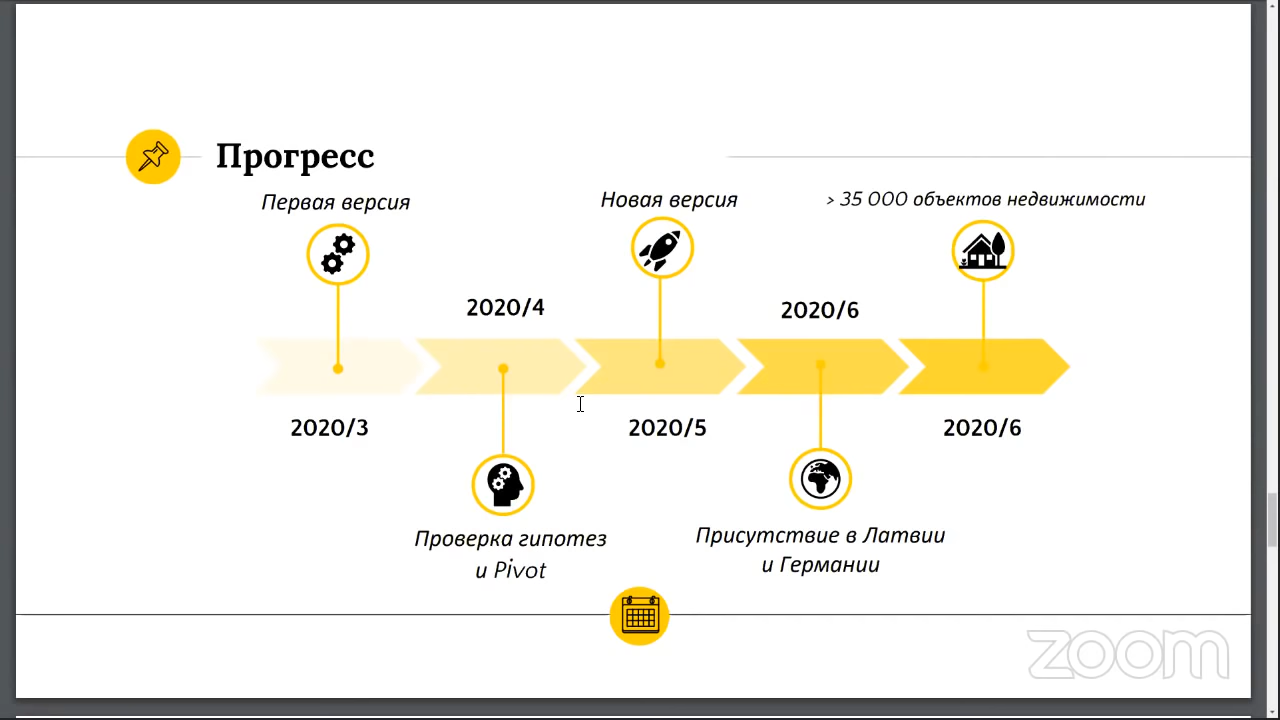 Прогресс
Первая версия
Новая версия
> 35 000 объектов недвижимости
2020/4
2020/6
2020/3
2020/5
2020/6
Проверка гипотез
и Pivot
Присутствие в Латвии
и Германии
zoom